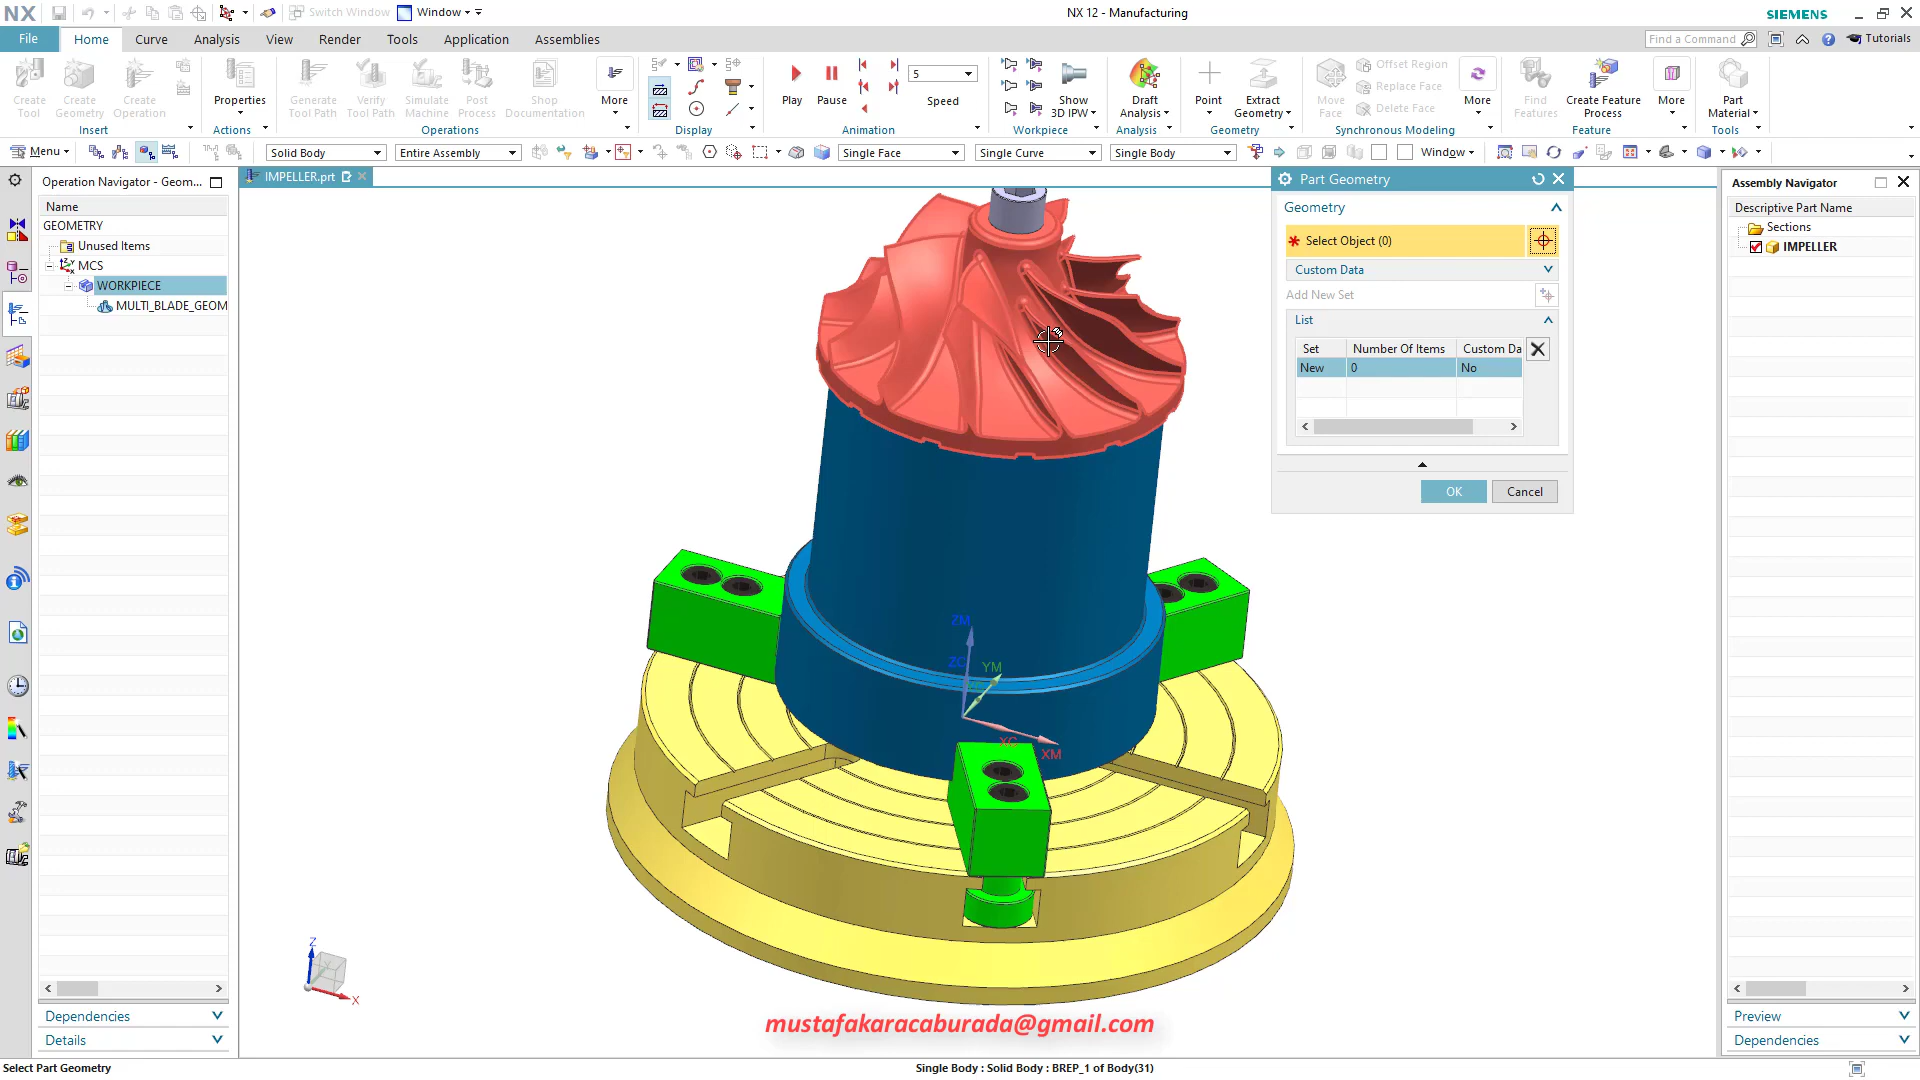 NX
Switch Window
Window
NX 12 - Manufacturing
SIEMENS
File
Home
Curve
Analysis
View
Render
Tools
Application
Assemblies
Find a Command
Tutorials
Create Tool
Create Geometry
Create Operation
Insert
Properties
Actions
Generate Tool Path
Verify Tool Path
Simulate Machine
Post Process
Shop Documentation
More
Operations
Display
Play
Pause
5
Speed
Animation
Show 3D IPW
Workpiece
Draft Analysis
Analysis
Point
Extract Geometry
Geometry
Move Face
Offset Region
Replace Face
Delete Face
More
Synchronous Modeling
Find Features
Create Feature Process
More
Feature
Part Material
Tools
Menu
Solid Body
Entire Assembly
Single Face
Single Curve
Single Body
Window
Operation Navigator - Geom...
Name
GEOMETRY
Unused Items
MCS
WORKPIECE
MULTI_BLADE_GEOM
Dependencies
Details
IMPELLER.prt
Part Geometry
Geometry
Select Object (0)
Custom Data
Add New Set
List
Set Number Of Items Custom Da
New 0 No
OK
Cancel
Assembly Navigator
Descriptive Part Name
Sections
IMPELLER
Preview
Dependencies
ZM
ZC
YM
XC
XM
Z
X
mustafakaracaburada@gmail.com
Select Part Geometry
Single Body : Solid Body : BREP_1 of Body(31)